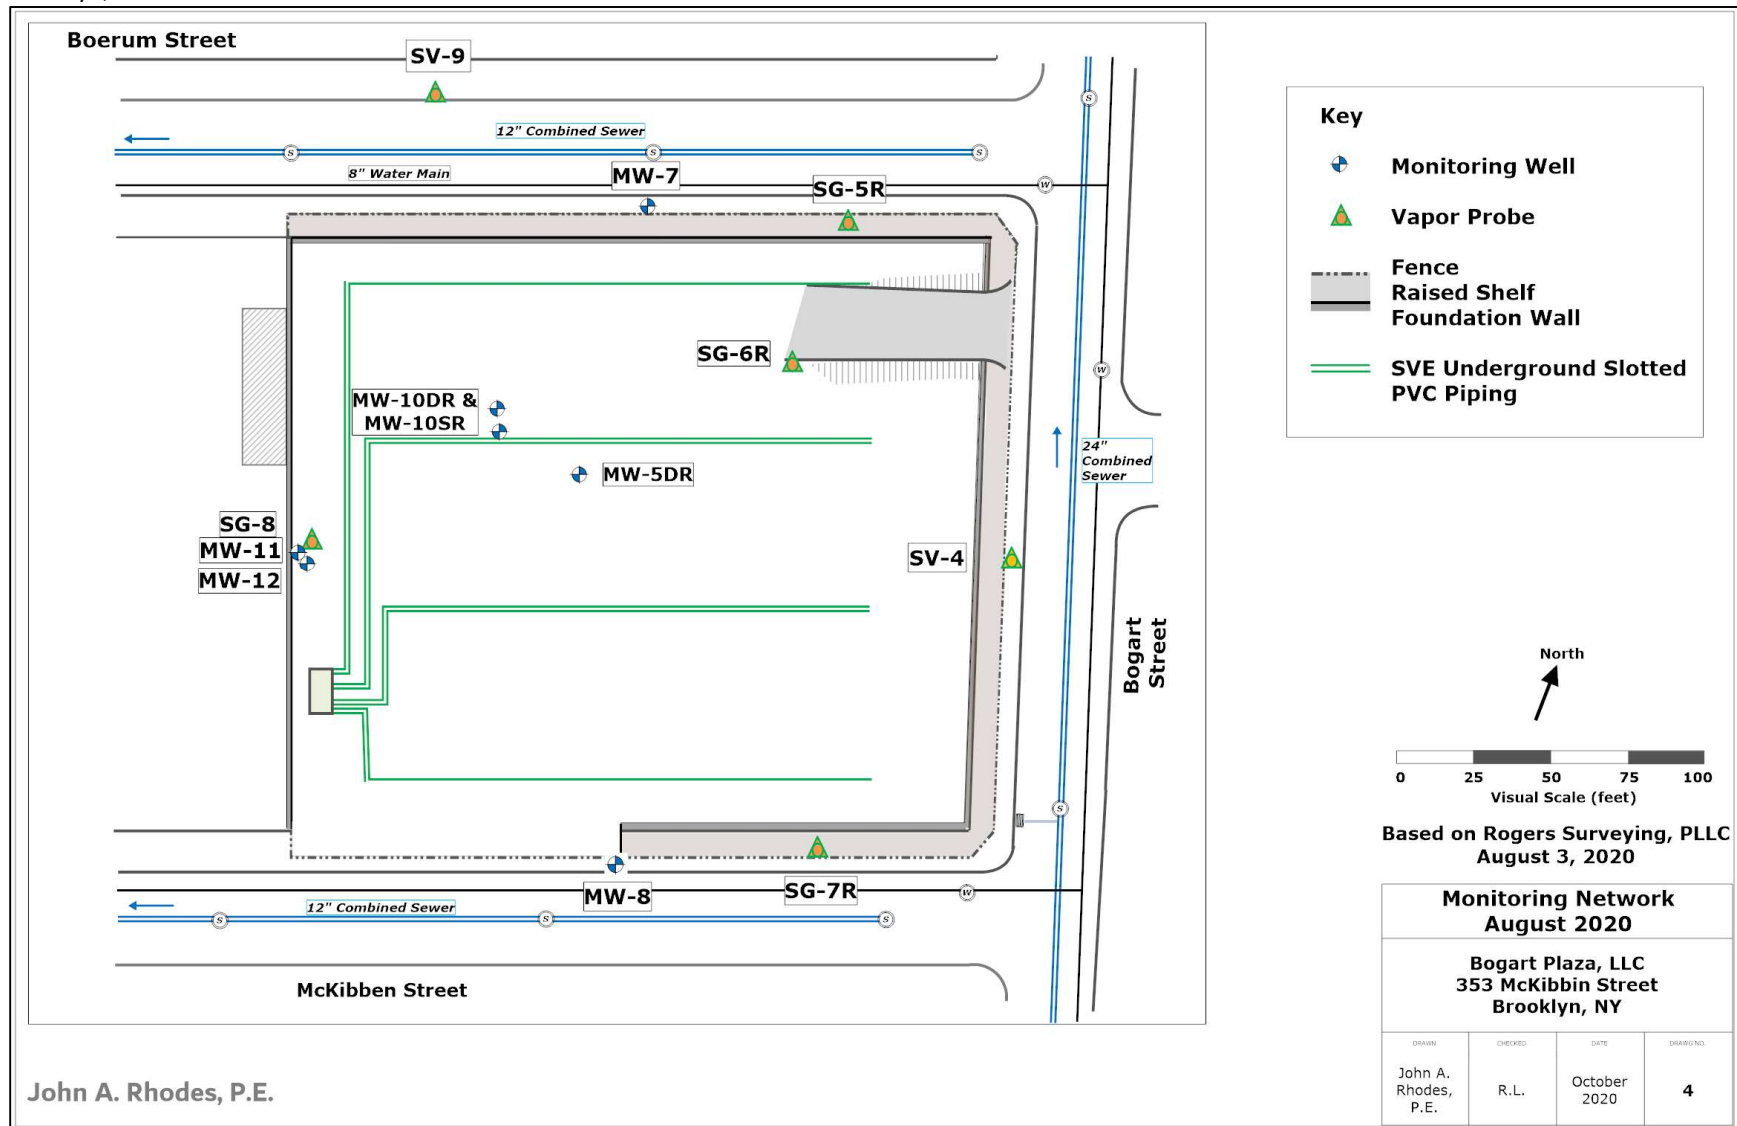 Boerum Street
SV-9
12" Combined Sewer
S
S
S
S
8" Water Main
MW-7
SG-5R
W
SG-6R
W
MW-10DR &
MW-10SR
MW-5DR
24"
Combined
Sewer
SG-8
MW-11
MW-12
SV-4
Bogart
Street
S
MW-8
SG-7R
W
12" Combined Sewer
S
S
S
McKibben Street
Key
Monitoring Well
Vapor Probe
Fence
Raised Shelf
Foundation Wall
SVE Underground Slotted
PVC Piping
North
0 25 50 75 100
Visual Scale (feet)
Based on Rogers Surveying, PLLC
August 3, 2020
Monitoring Network
August 2020
Bogart Plaza, LLC
353 McKibbin Street
Brooklyn, NY
DRAWN
John A.
Rhodes,
P.E.
CHECKED
R.L.
DATE
October
2020
DRAWG NO.
4
John A. Rhodes, P.E.